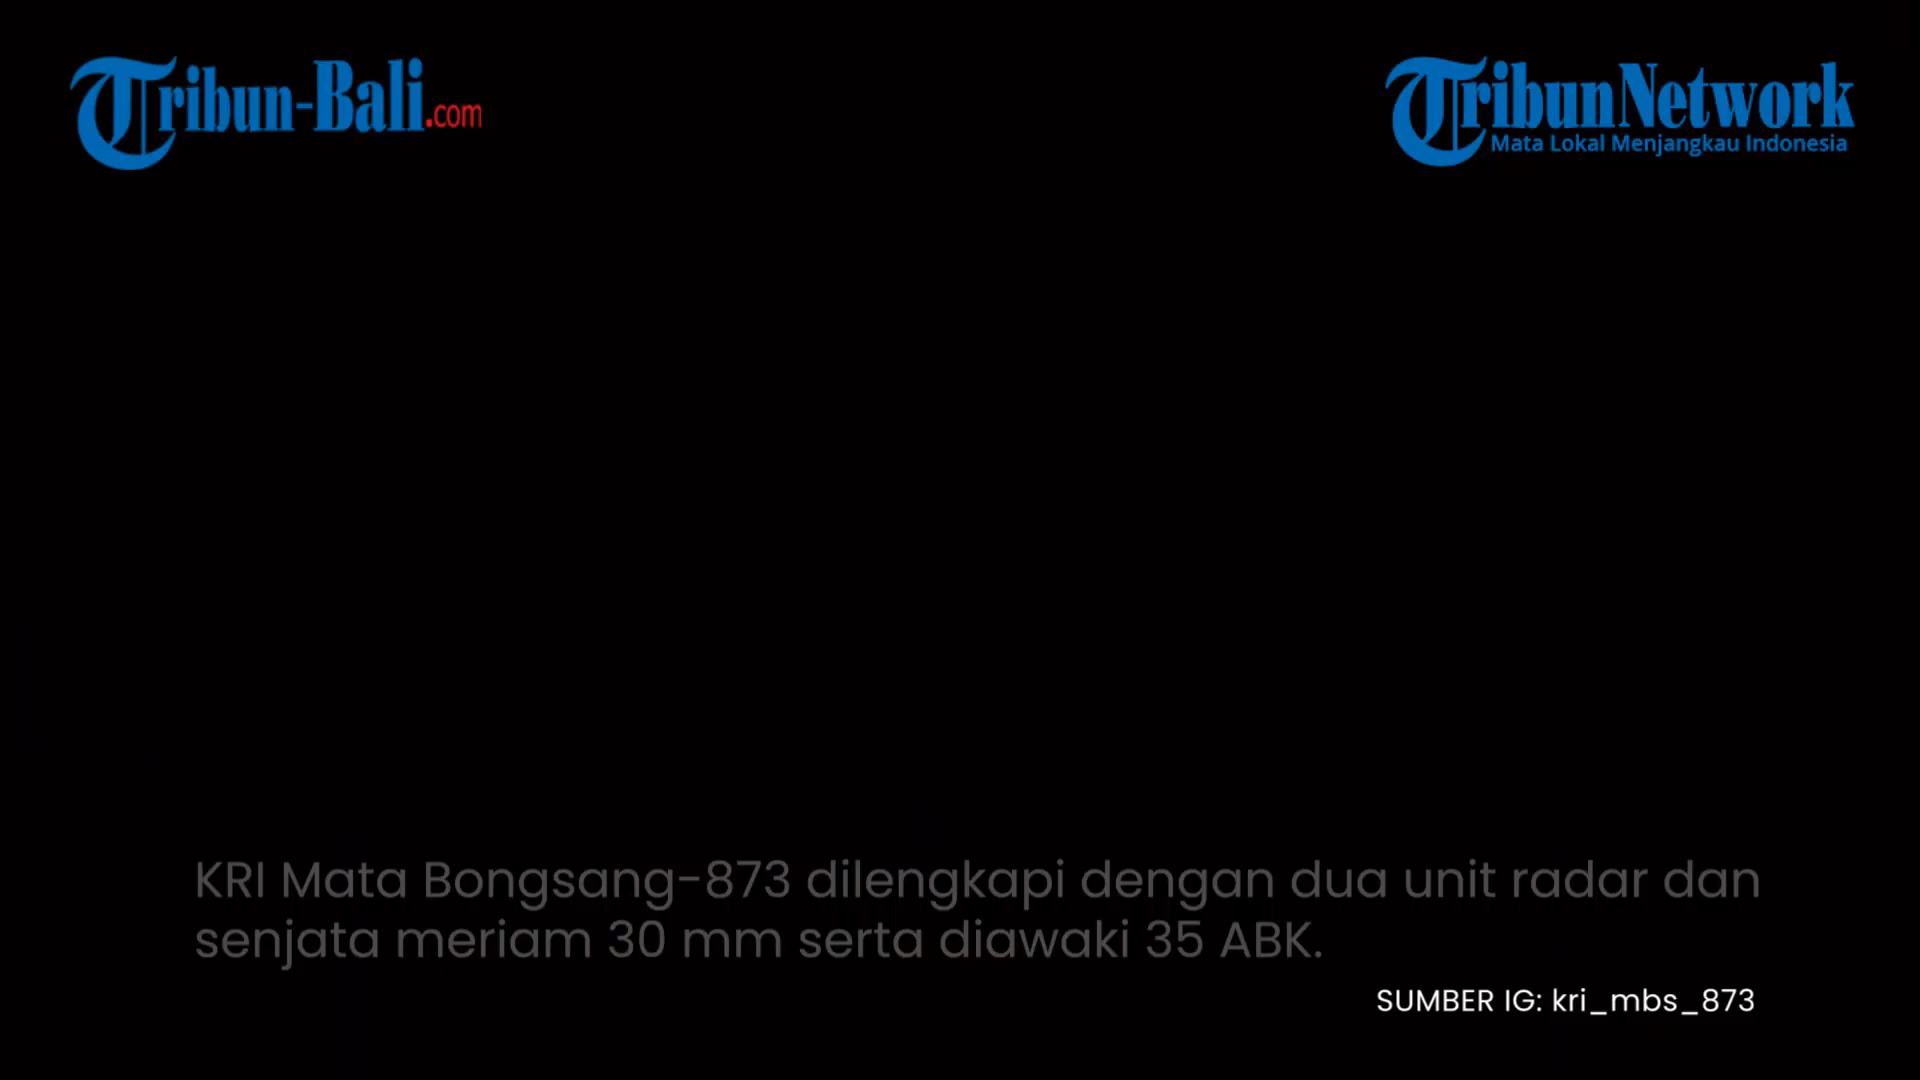 Tribun-Bali.com
TribunNetwork
Mata Lokal Menjangkau Indonesia
KRI Mata Bongsang-873 dilengkapi dengan dua unit radar dan
senjata meriam 30 mm serta diawaki 35 ABK.
SUMBER IG: kri_mbs_873